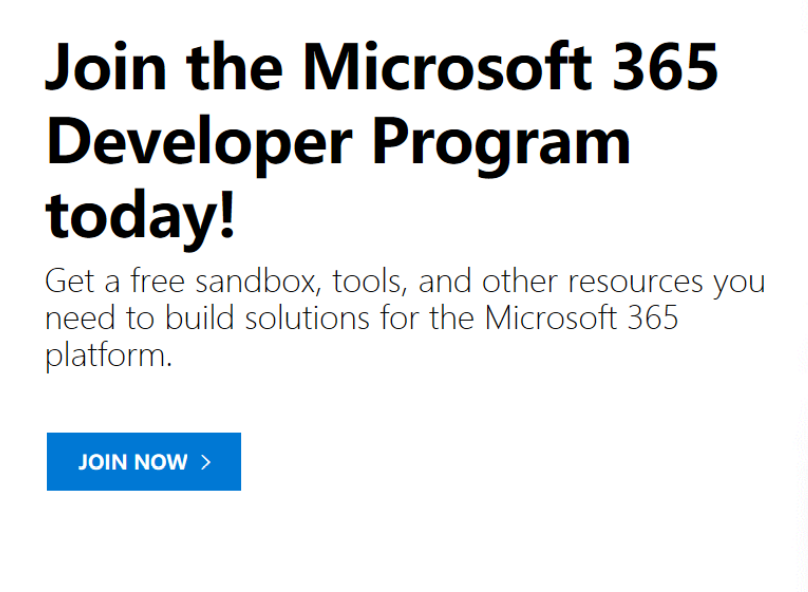 Join the Microsoft 365
Developer Program
today!
Get a free sandbox, tools, and other resources you
need to build solutions for the Microsoft 365
platform.
JOIN NOW >